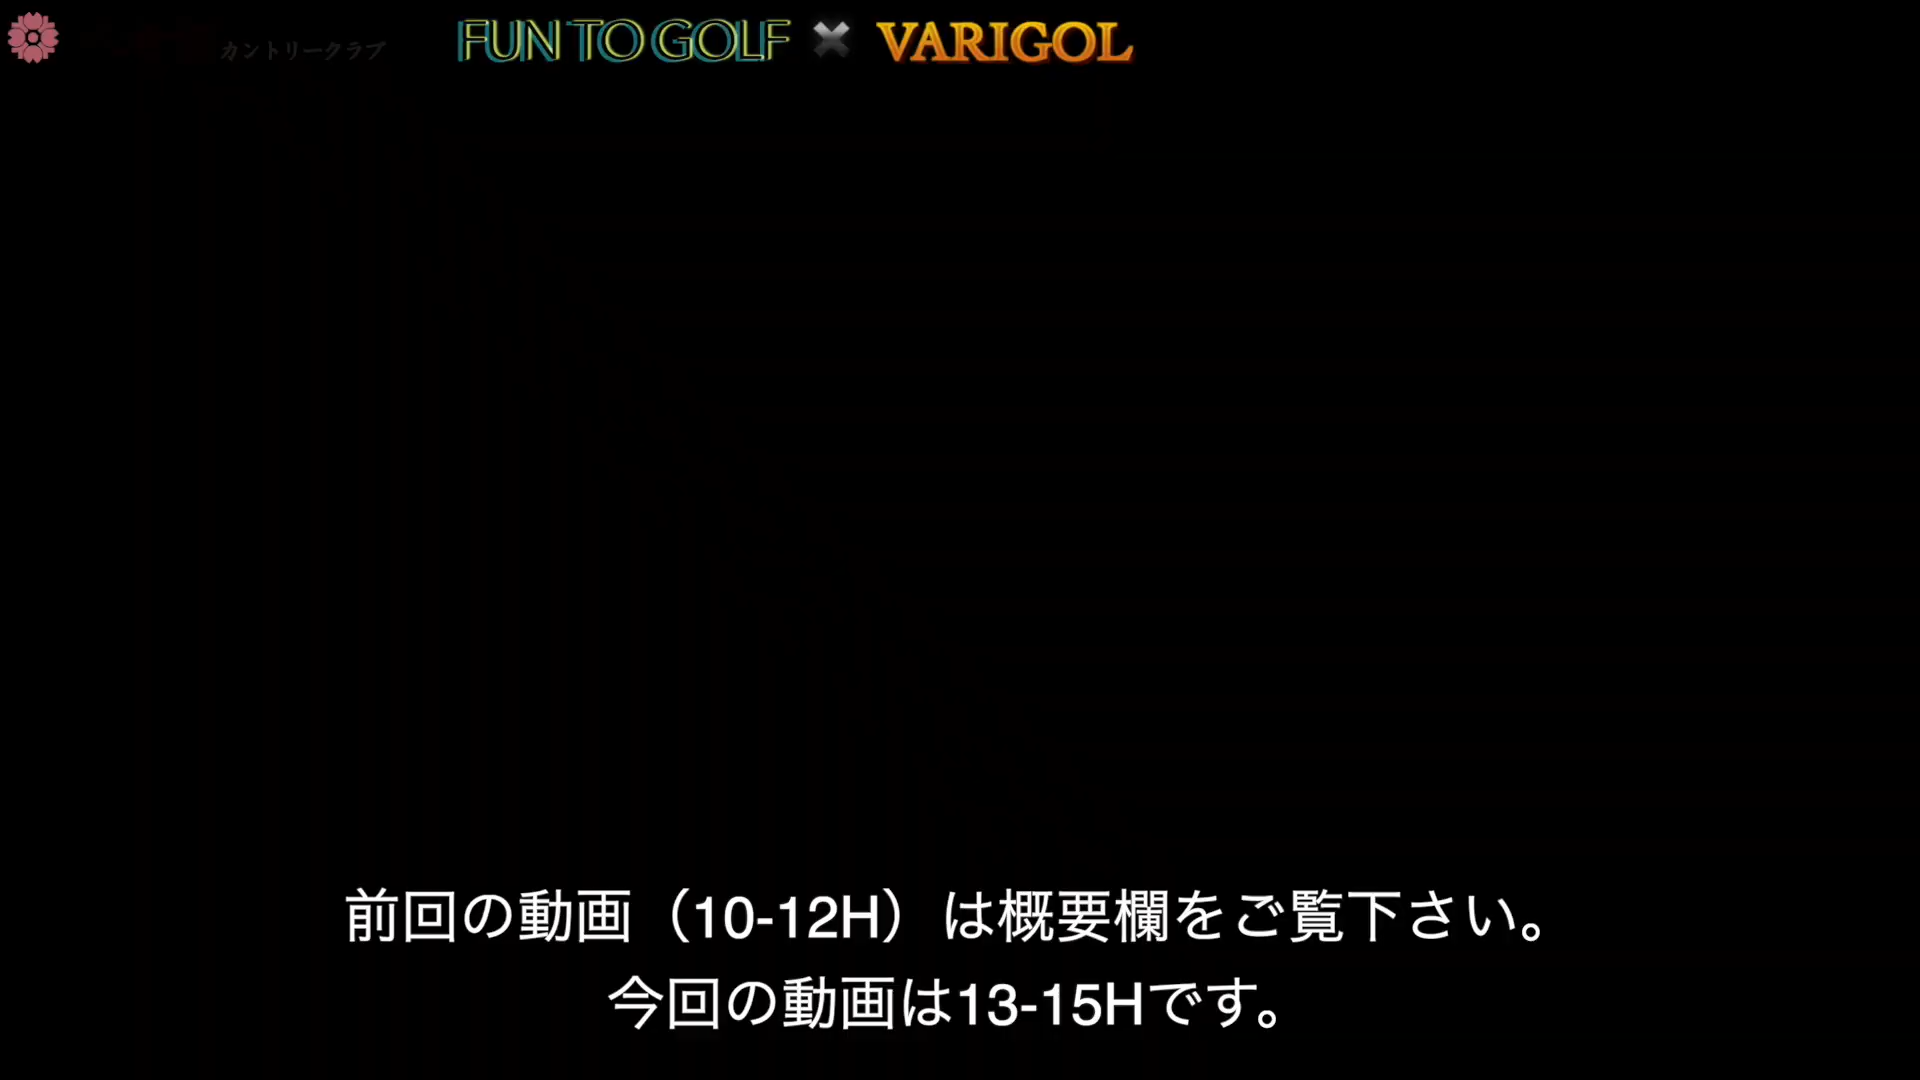 カントリークラブ
FUN TO GOLF ✖ VARIGOL
前回の動画（10-12H）は概要欄をご覧下さい。
今回の動画は13-15Hです。